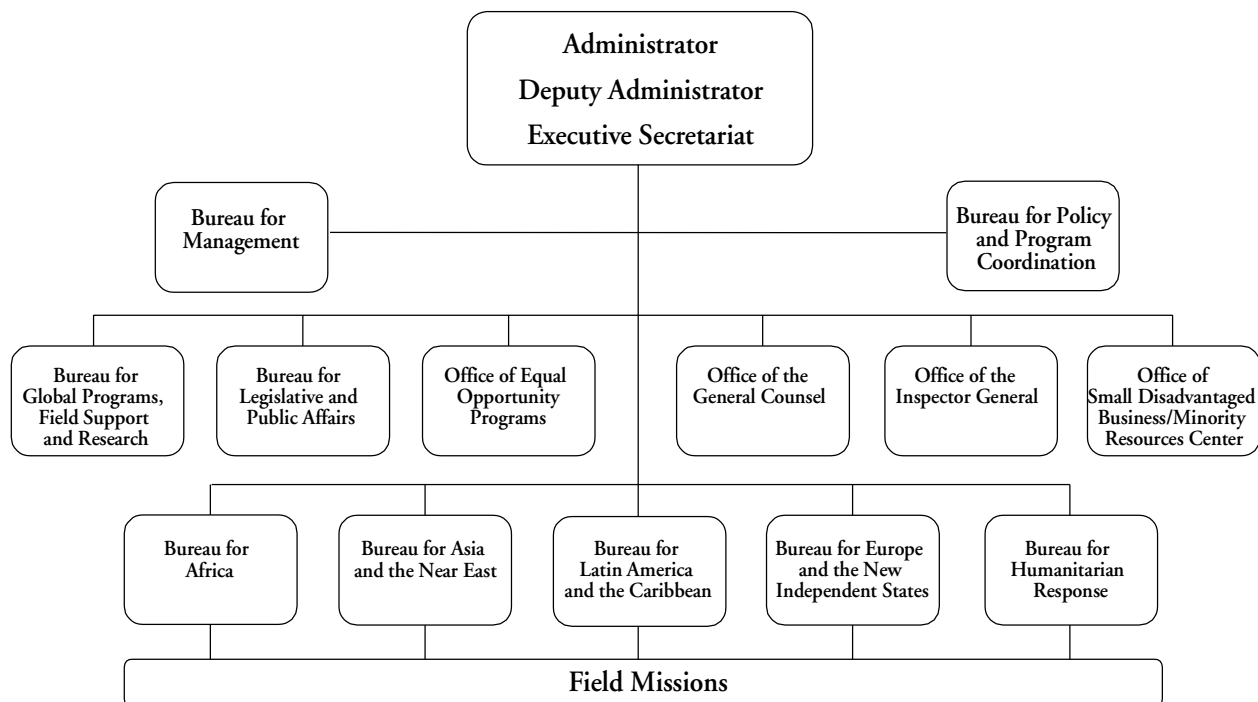 Administrator
Deputy Administrator
Executive Secretariat
Bureau for
Management
Bureau for Policy
and Program
Coordination
Bureau for
Global Programs,
Field Support
and Research
Bureau for
Legislative and
Public Affairs
Office of Equal
Opportunity
Programs
Office of the
General Counsel
Office of the
Inspector General
Office of
Small Disadvantaged
Business/Minority
Resources Center
Bureau for
Africa
Bureau for Asia
and the Near East
Bureau for
Latin America
and the Caribbean
Bureau for Europe
and the New
Independent States
Bureau for
Humanitarian
Response
Field Missions